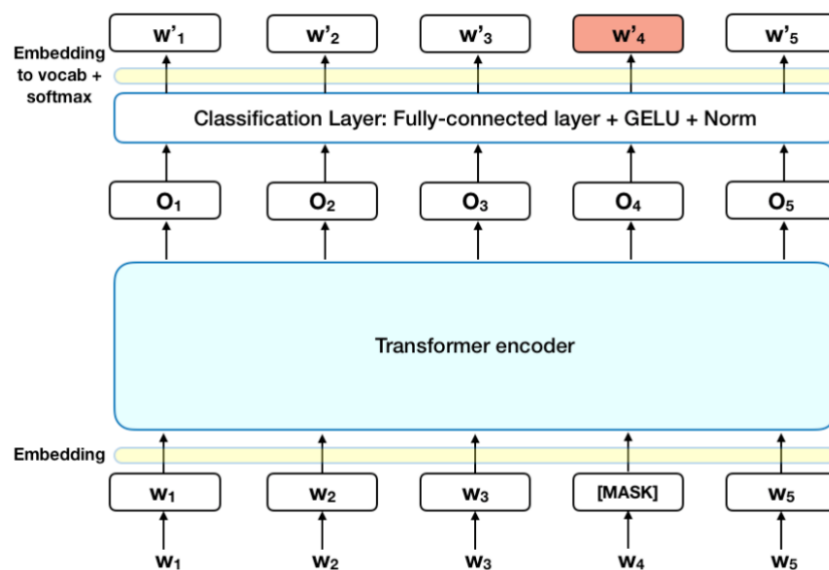 w'1 w'2 w'3 w'4 w'5
Embedding
to vocab +
softmax
Classification Layer: Fully-connected layer + GELU + Norm
O1 O2 O3 O4 O5
Transformer encoder
Embedding
W1 W2 W3 [MASK] W5
W1 W2 W3 W4 W5